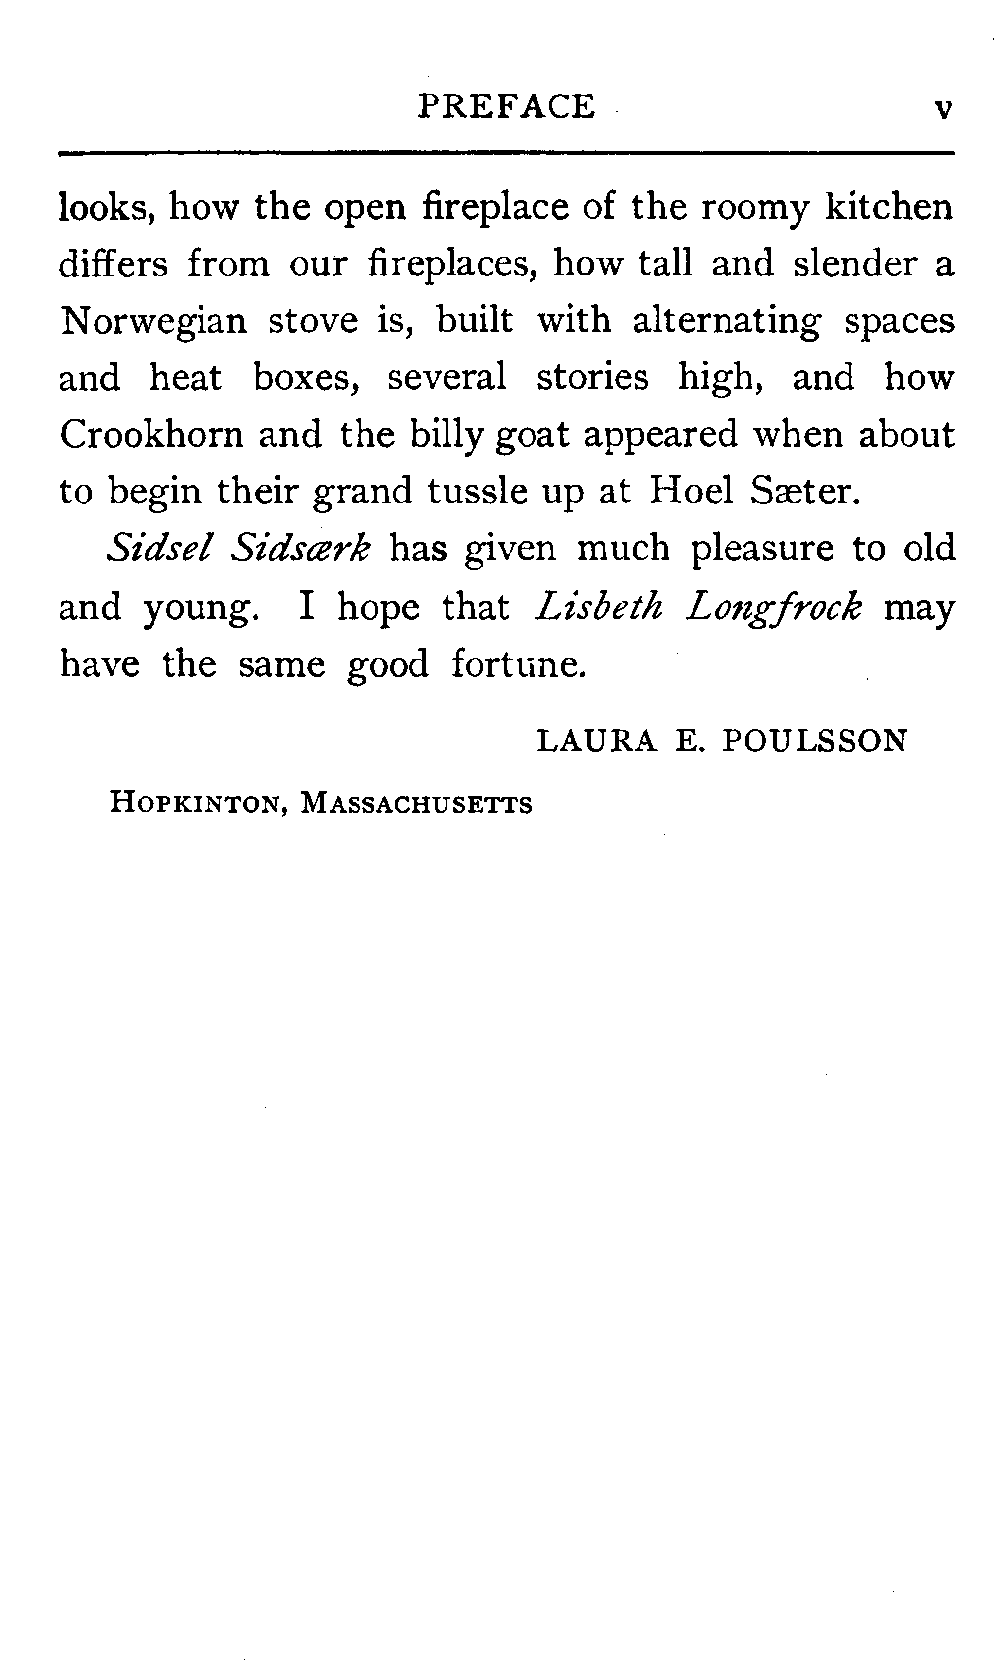 PREFACE v
looks, how the open fireplace of the roomy kitchen
differs from our fireplaces, how tall and slender a
Norwegian stove is, built with alternating spaces
and heat boxes, several stories high, and how
Crookhorn and the billy goat appeared when about
to begin their grand tussle up at Hoel Sæter.
Sidsel Sidsærk has given much pleasure to old
and young. I hope that Lisbeth Longfrock may
have the same good fortune.
LAURA E. POULSSON
Hopkinton, Massachusetts